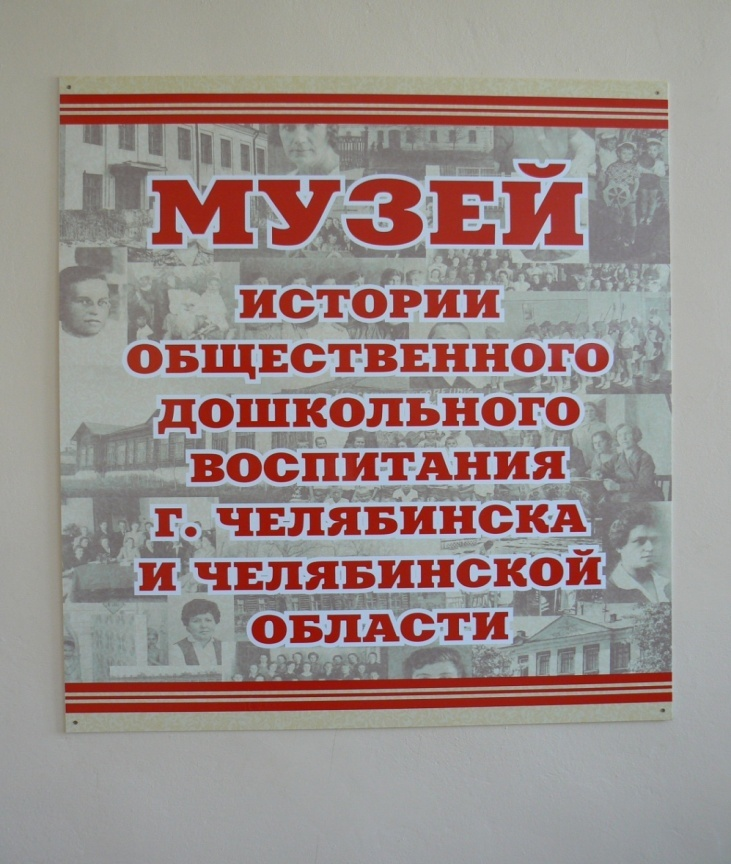 МУЗЕЙ
ИСТОРИИ
ОБЩЕСТВЕННОГО
ДОШКОЛЬНОГО
ВОСПИТАНИЯ
Г. ЧЕЛЯБИНСКА
И ЧЕЛЯБИНСКОЙ
ОБЛАСТИ